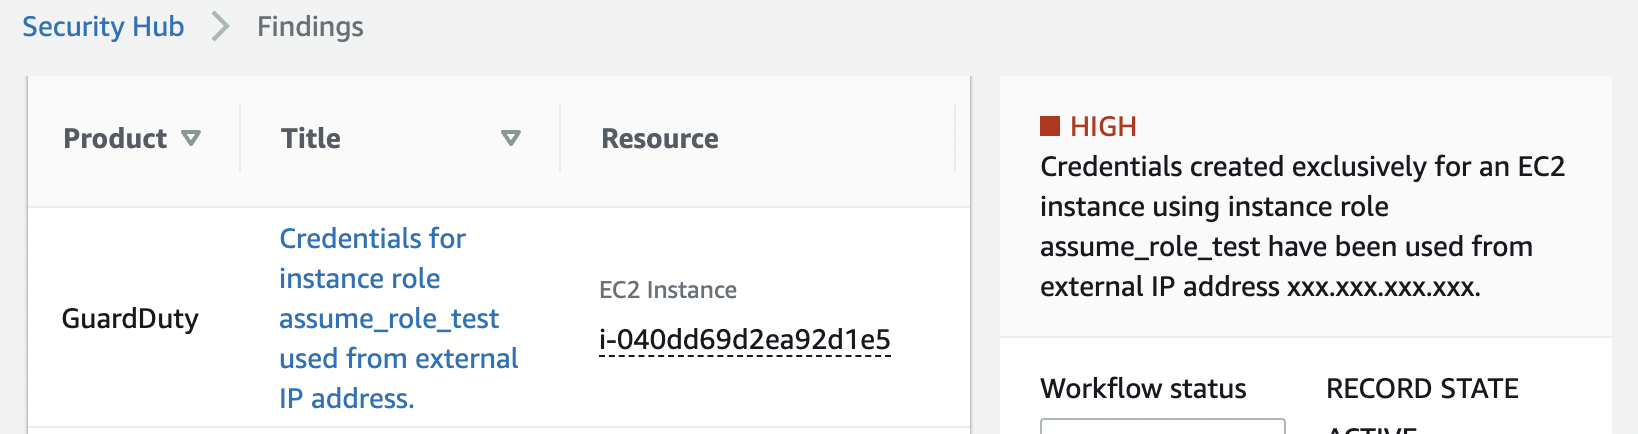 Security Hub > Findings
Product
Title
Resource
GuardDuty
Credentials for
instance role
assume_role_test
used from external
IP address.
EC2 Instance
i-040dd69d2ea92d1e5
HIGH
Credentials created exclusively for an EC2
instance using instance role
assume_role_test have been used from
external IP address xxx.xxx.xxx.xxx.
Workflow status
RECORD STATE
ACTIVE